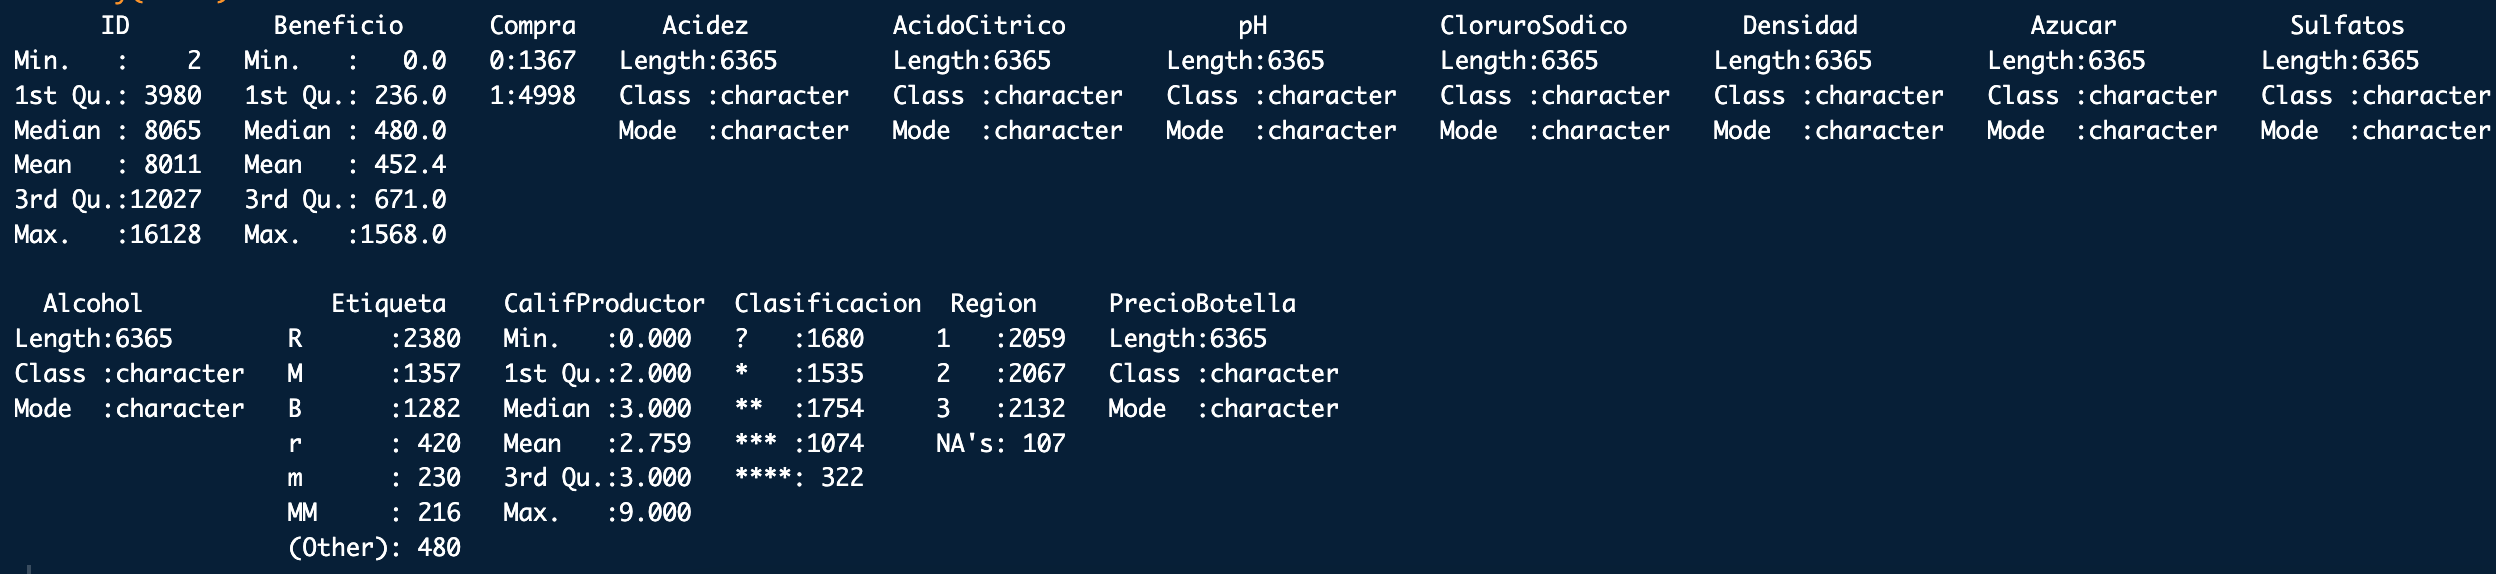 ID Beneficio Compra Acidez AcidoCitrico pH CloruroSodico Densidad Azucar Sulfatos
Min. : 2 Min. : 0.0 0:1367 Length:6365 Length:6365 Length:6365 Length:6365 Length:6365 Length:6365 Length:6365
1st Qu.: 3980 1st Qu.: 236.0 1:4998 Class :character Class :character Class :character Class :character Class :character Class :character Class :character
Median : 8065 Median : 480.0 Mode :character Mode :character Mode :character Mode :character Mode :character Mode :character Mode :character
Mean : 8011 Mean : 452.4
3rd Qu.:12027 3rd Qu.: 671.0
Max. :16128 Max. :1568.0
Alcohol Etiqueta CalifProductor Clasificacion Region PrecioBotella
Length:6365 R :2380 Min. :0.000 ? :1680 1 :2059 Length:6365
Class :character M :1357 1st Qu.:2.000 * :1535 2 :2067 Class :character
Mode :character B :1282 Median :3.000 ** :1754 3 :2132 Mode :character
r : 420 Mean :2.759 *** :1074 NA's: 107
m : 230 3rd Qu.:3.000 ****: 322
MM : 216 Max. :9.000
(Other): 480